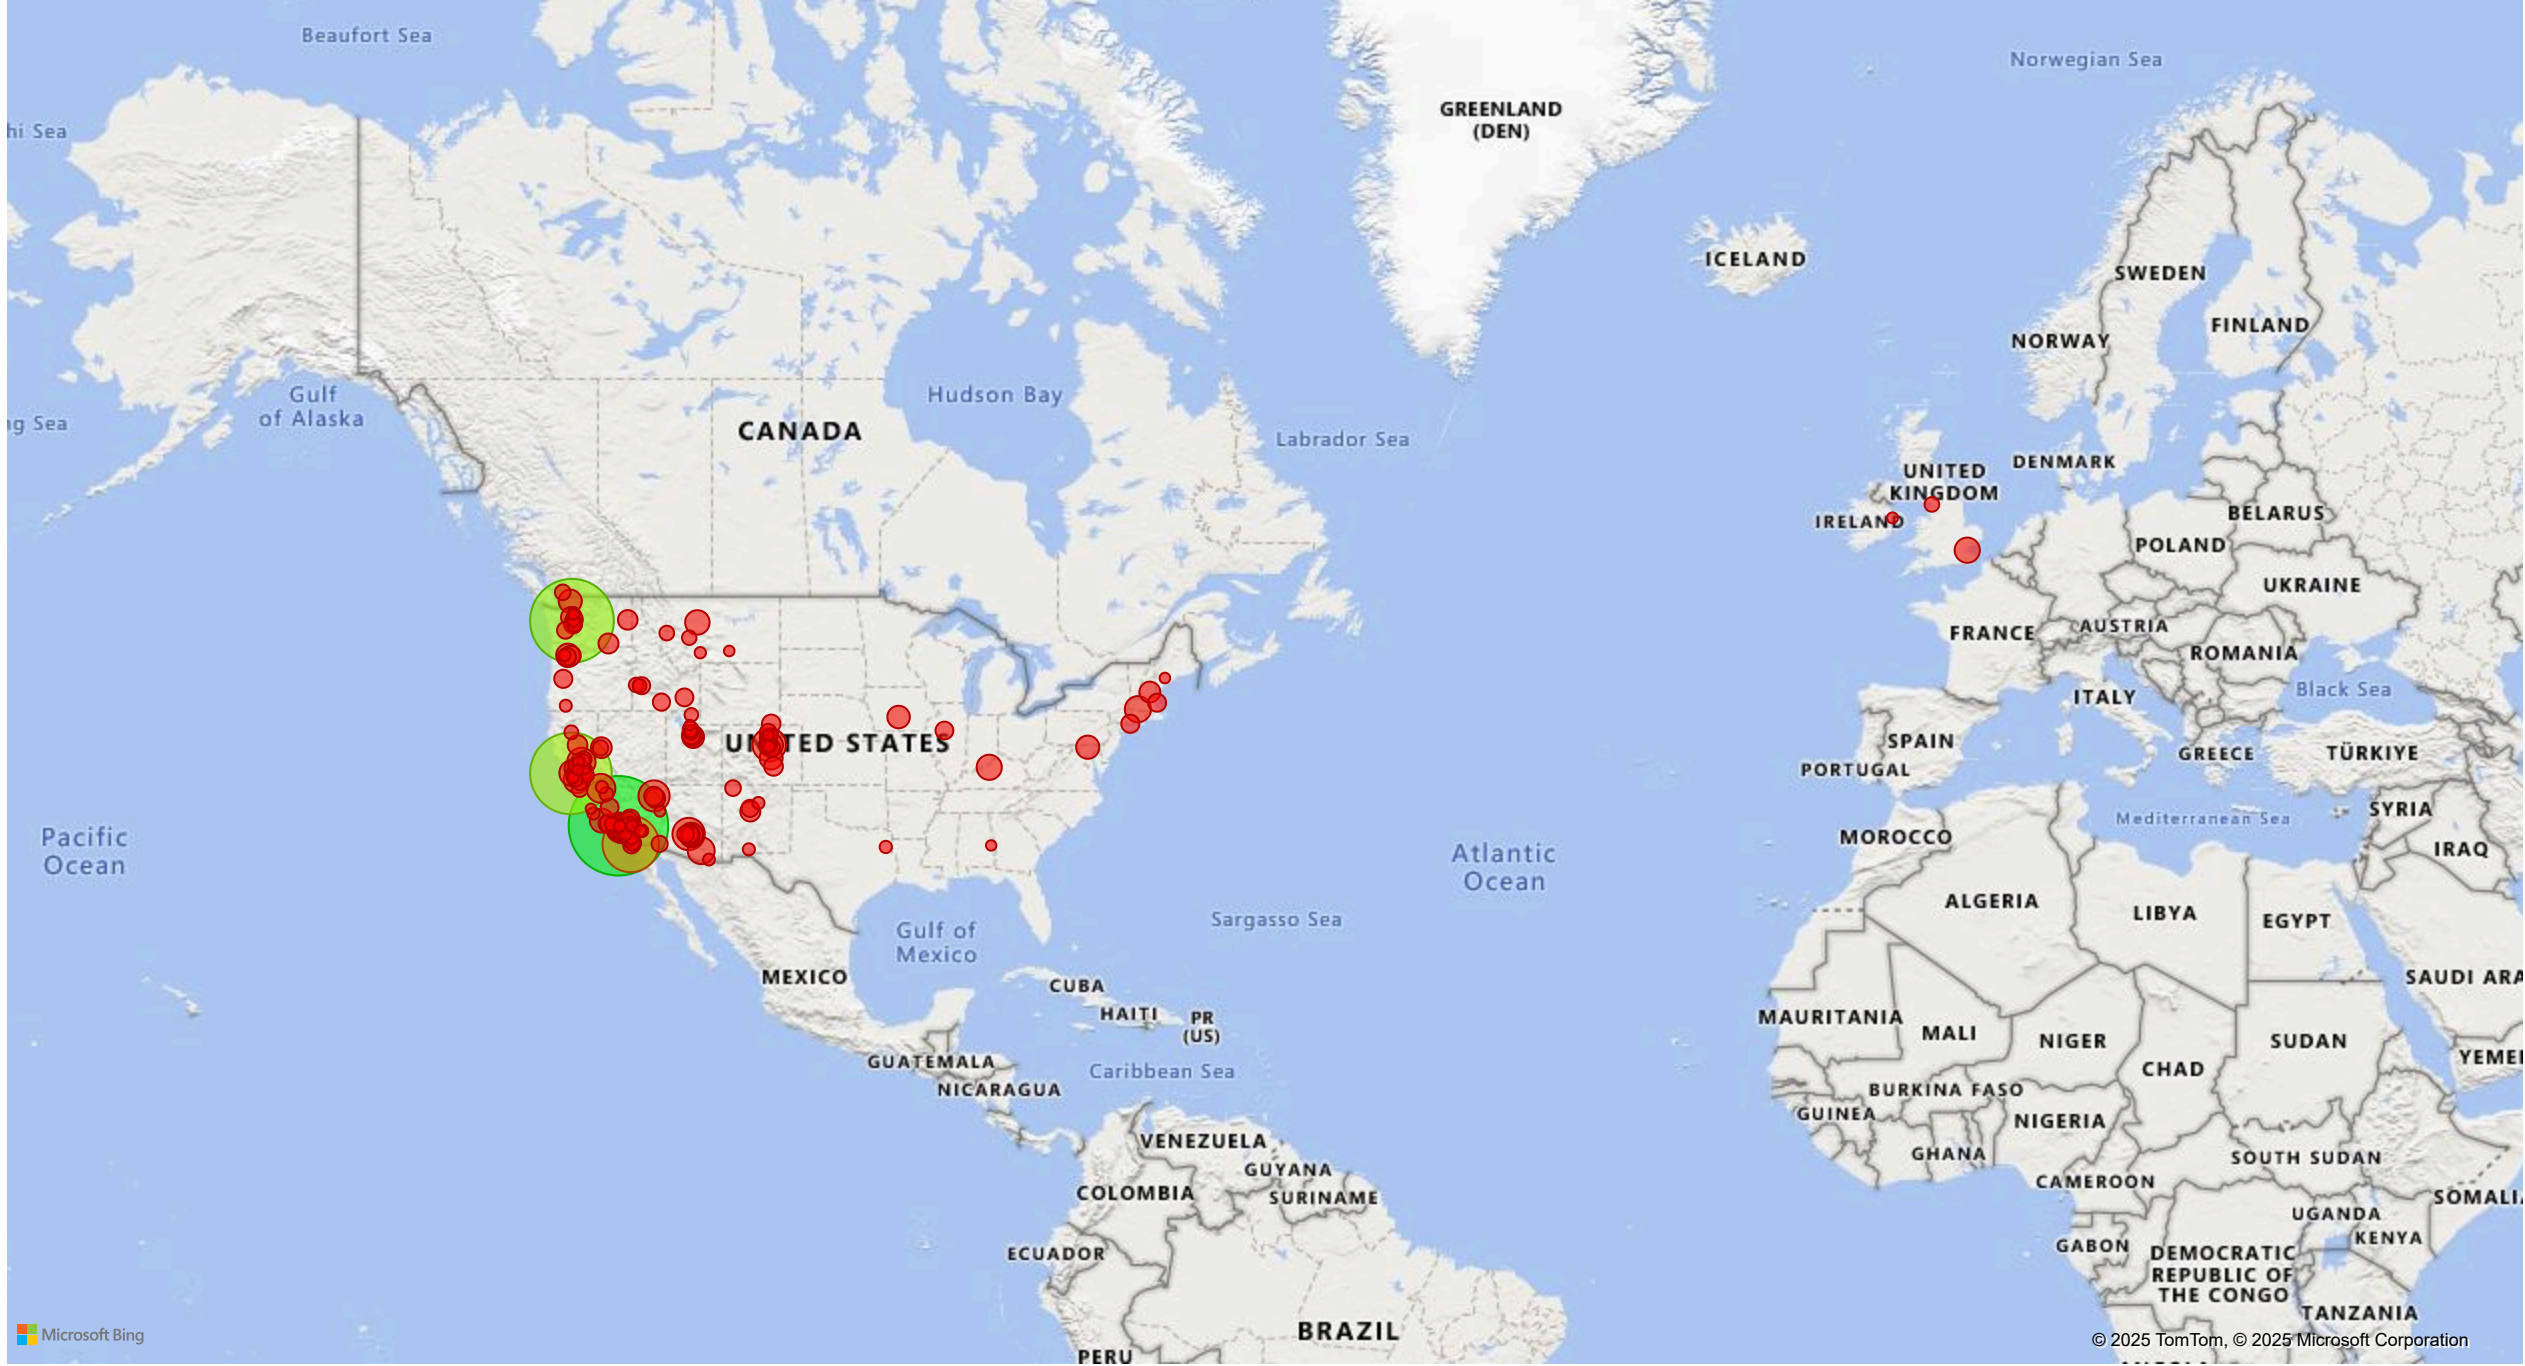 Beaufort Sea
Norwegian Sea
GREENLAND
(DEN)
hi Sea
ICELAND
SWEDEN
FINLAND
NORWAY
Gulf
of Alaska
Hudson Bay
ng Sea
CANADA
Labrador Sea
DENMARK
UNITED
KINGDOM
IRELAND
BELARUS
POLAND
UKRAINE
FRANCE
AUSTRIA
ROMANIA
Black Sea
ITALY
UNITED STATES
SPAIN
GREECE
TÜRKIYE
PORTUGAL
SYRIA
Mediterranean Sea
Pacific
Ocean
MOROCCO
IRAQ
Atlantic
Ocean
ALGERIA
LIBYA
EGYPT
Sargasso Sea
Gulf of
Mexico
MEXICO
CUBA
SAUDI ARA
HAITI
PR
(US)
MAURITANIA
MALI
NIGER
SUDAN
GUATEMALA
Caribbean Sea
CHAD
YEME
NICARAGUA
BURKINA FASO
GUINEA
NIGERIA
VENEZUELA
GHANA
SOUTH SUDAN
GUYANA
CAMEROON
COLOMBIA
SURINAME
SOMALI
UGANDA
KENYA
ECUADOR
GABON
DEMOCRATIC
REPUBLIC OF
THE CONGO
TANZANIA
BRAZIL
Microsoft Bing
© 2025 TomTom, © 2025 Microsoft Corporation
PERU